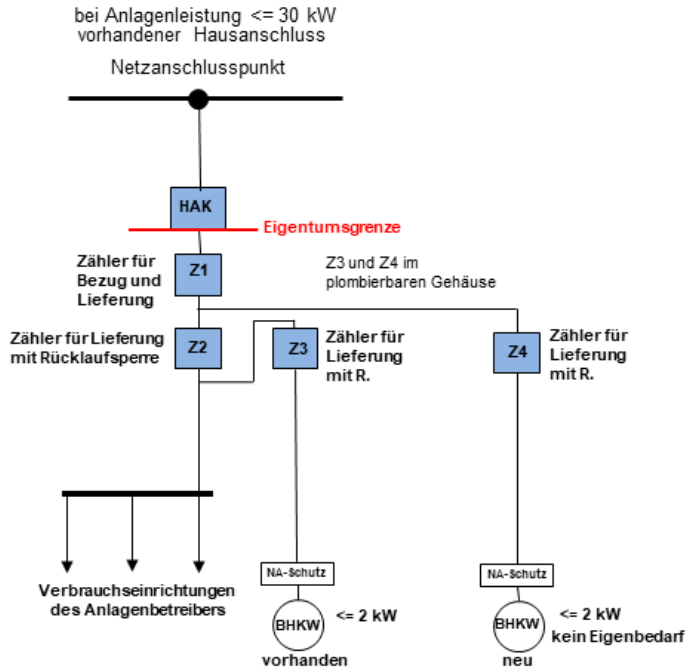 bei Anlagenleistung <= 30 kW
vorhandener Hausanschluss
Netzanschlusspunkt
HAK
Eigentumsgrenze
Zähler für
Bezug und
Lieferung
Z1
Z3 und Z4 im
plombierbaren Gehäuse
Zähler für Lieferung
mit Rücklaufsperre
Z2
Z3
Zähler für
Lieferung
mit R.
Z4
Zähler für
Lieferung
mit R.
Verbrauchseinrichtungen
des Anlagenbetreibers
NA-Schutz
BHKW
<= 2 kW
vorhanden
NA-Schutz
BHKW
<= 2 kW
kein Eigenbedarf
neu